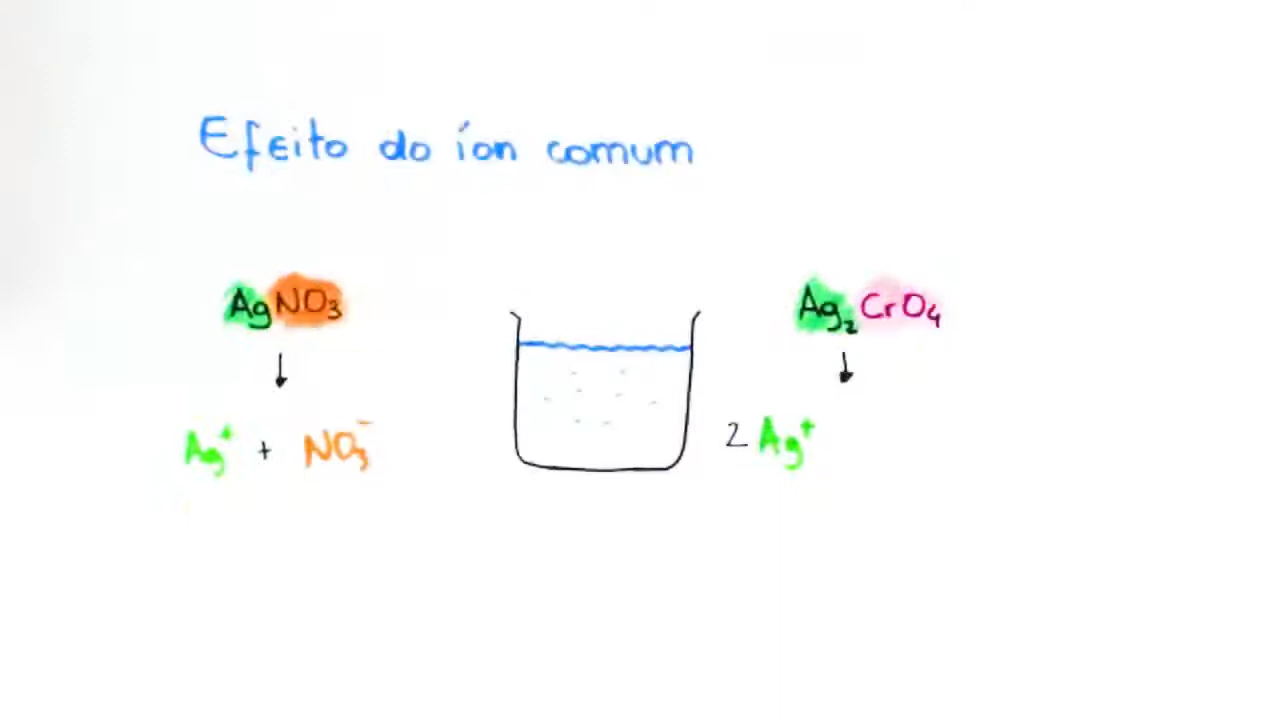 Efeito do íon comum
AgNO₃
Ag₂CrO₄
Ag⁺ + NO₃⁻
2 Ag⁺